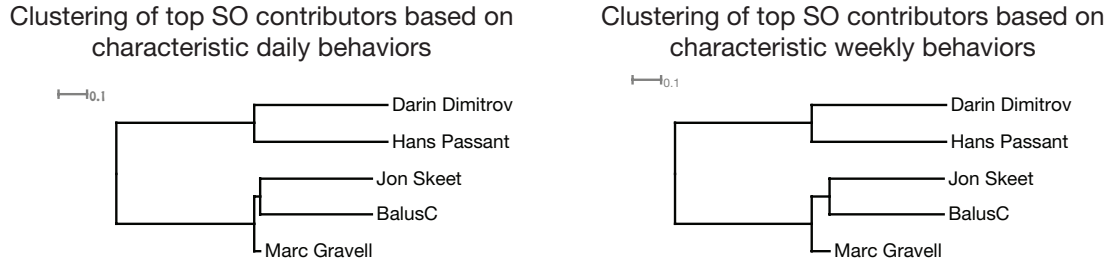 Clustering of top SO contributors based on
characteristic daily behaviors
0.1
Darin Dimitrov
Hans Passant
Jon Skeet
BalusC
Marc Gravell
Clustering of top SO contributors based on
characteristic weekly behaviors
0.1
Darin Dimitrov
Hans Passant
Jon Skeet
BalusC
Marc Gravell